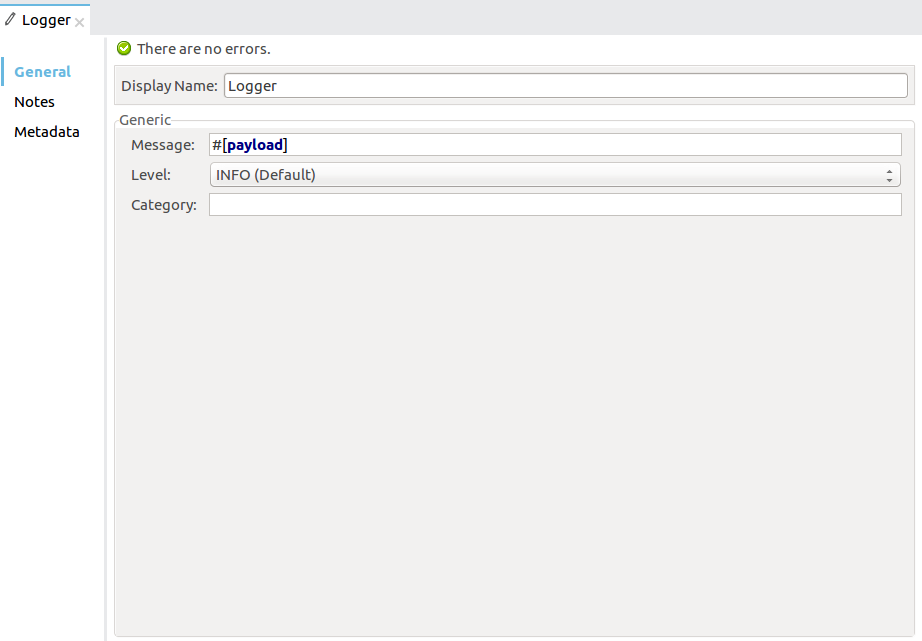 Logger
There are no errors.
General
Display Name: Logger
Notes
Generic
Metadata
Message: #[payload]
Level: INFO (Default)
Category: